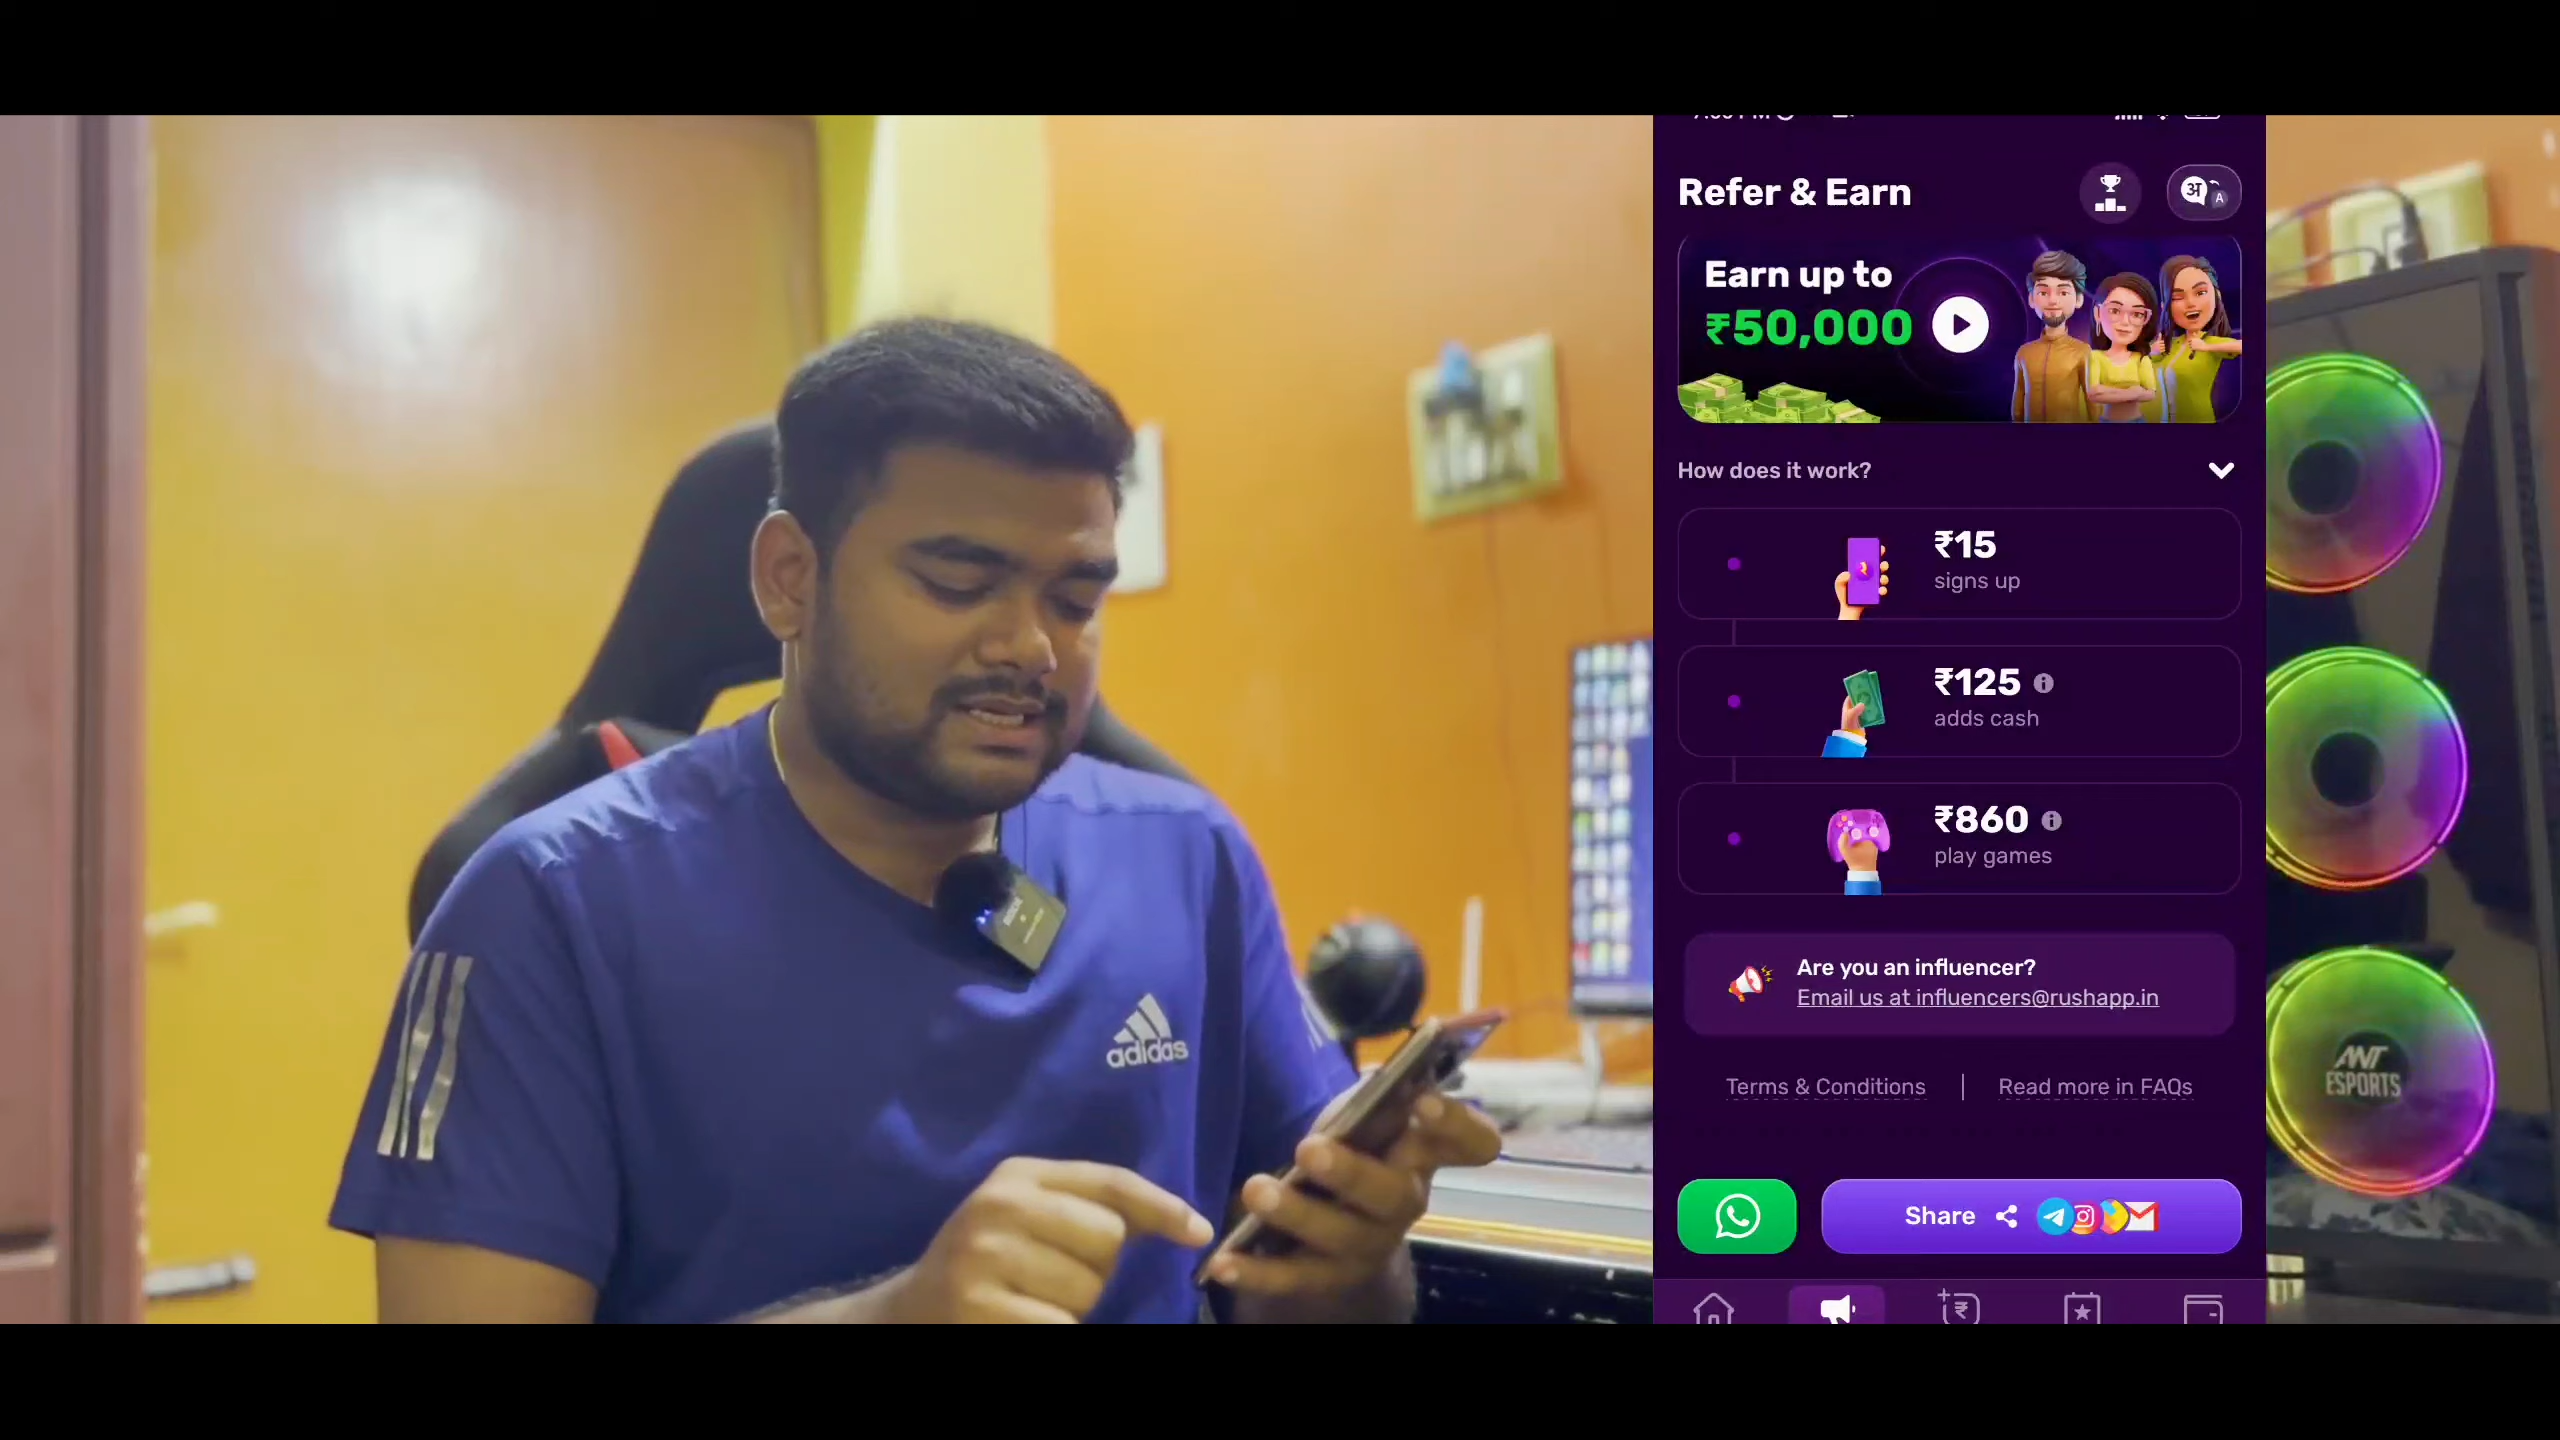 Refer & Earn
अ A
Earn up to
₹50,000
How does it work?
₹15
signs up
₹125
adds cash
₹860
play games
Are you an influencer?
Email us at influencers@rushapp.in
Terms & Conditions | Read more in FAQs
Share
adidas
ANT
ESPORTS